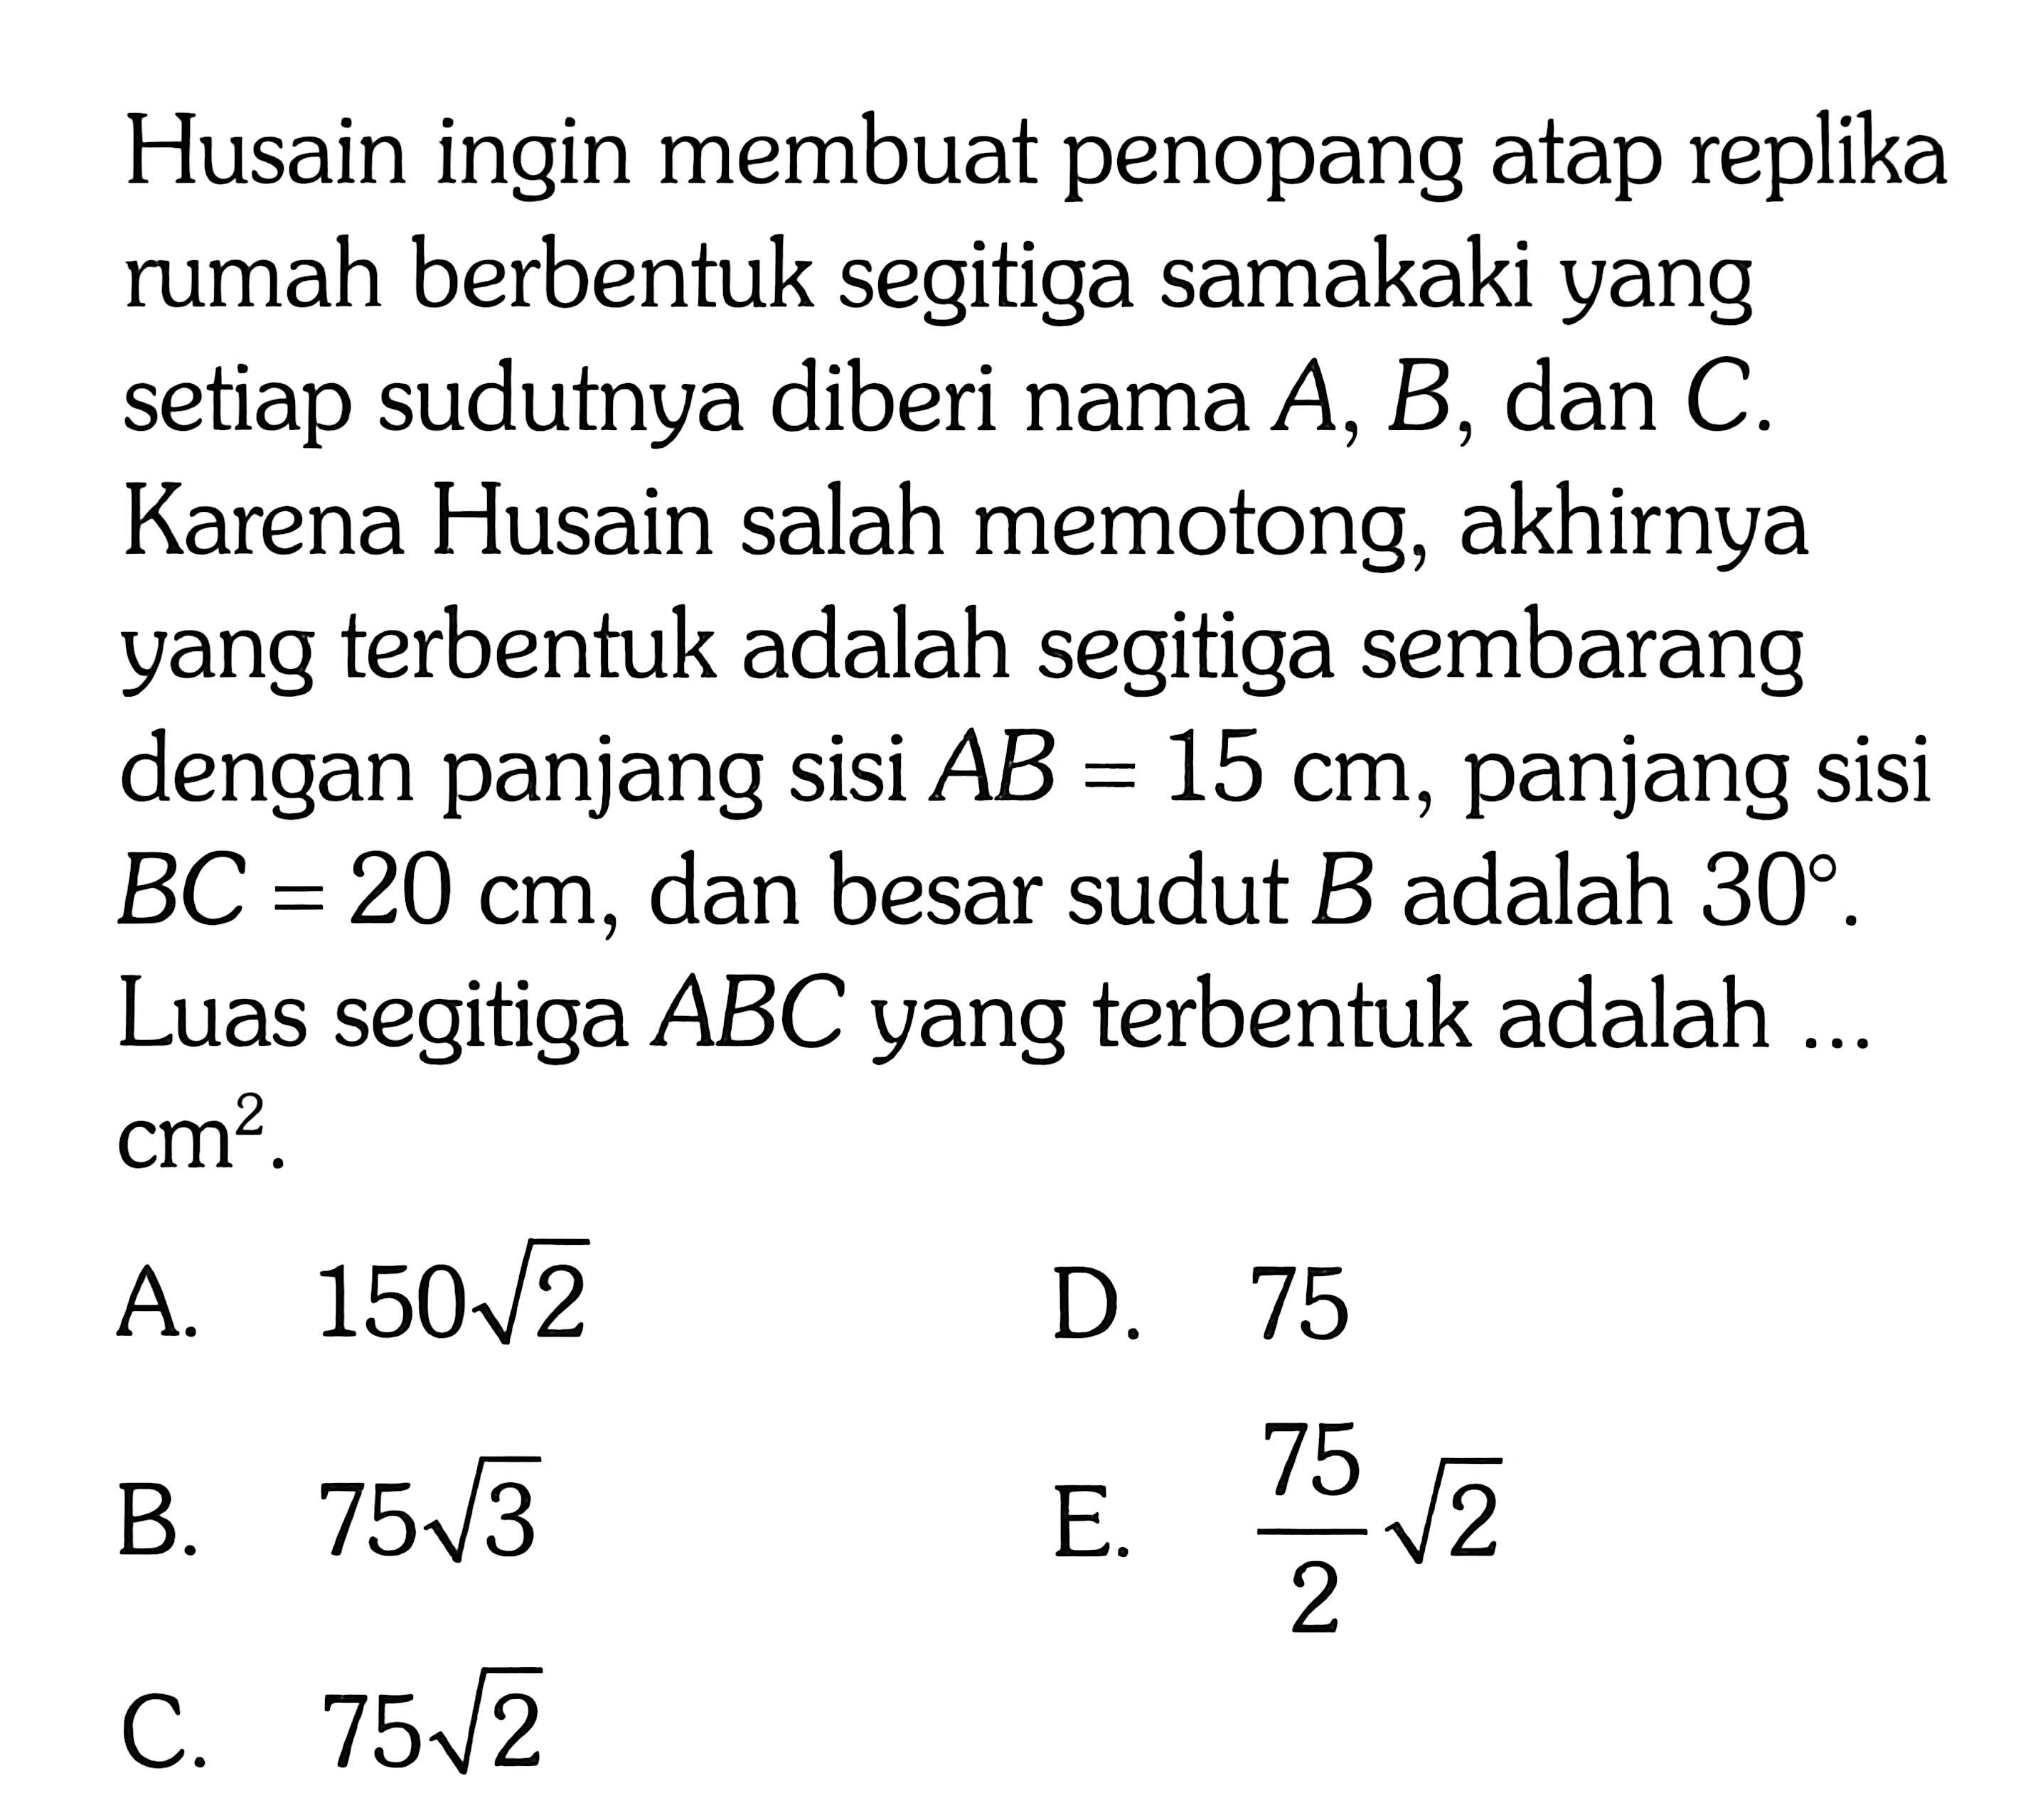 Husain ingin membuat penopang atap replika
rumah berbentuk segitiga samakaki yang
setiap sudutnya diberi nama A, B, dan C.
Karena Husain salah memotong, akhirnya
yang terbentuk adalah segitiga sembarang
dengan panjang sisi AB = 15 cm, panjang sisi
BC = 20 cm, dan besar sudut B adalah 30°.
Luas segitiga ABC yang terbentuk adalah ...
cm².
A. 150√2
B. 75√3
C. 75√2
D. 75
E. 75/2 √2